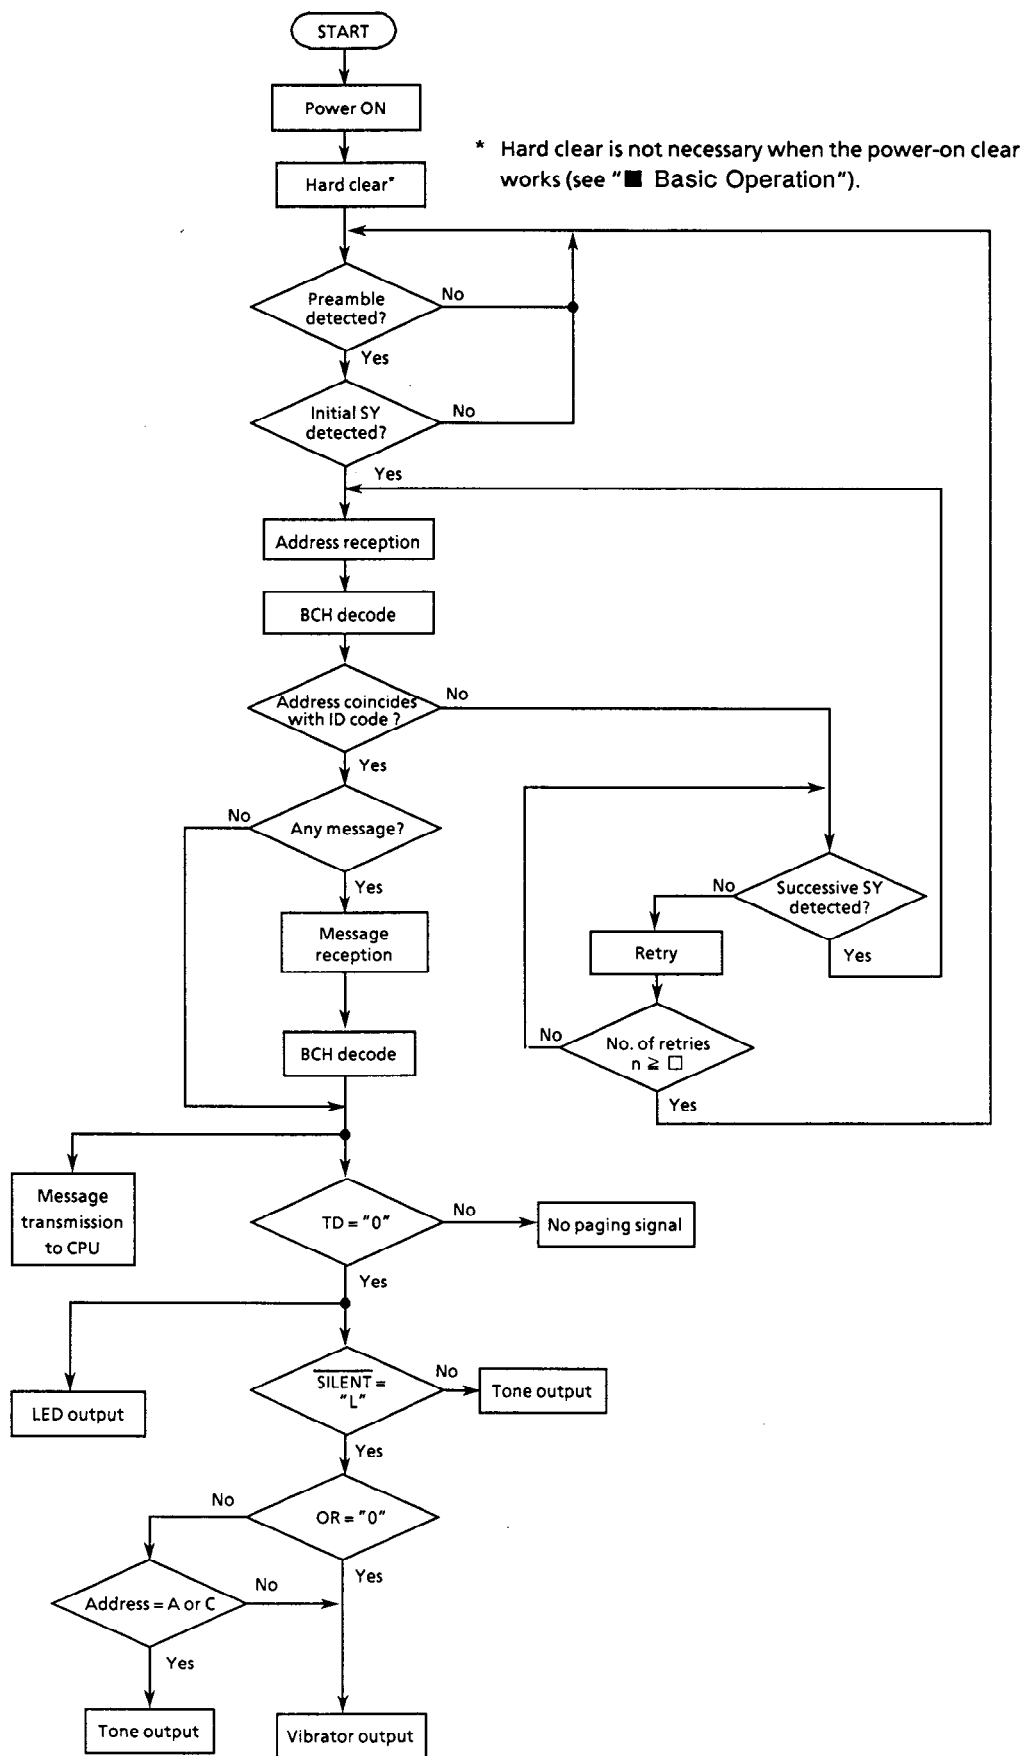 START
Power ON
* Hard clear is not necessary when the power-on clear
works (see "■ Basic Operation").
Hard clear*
Preamble
detected?
No
Yes
Initial SY
detected?
No
Yes
Address reception
BCH decode
Address coincides
with ID code ?
No
Yes
Any message?
No
Yes
Successive SY
detected?
No
Yes
Message
reception
Retry
BCH decode
No. of retries
n ≧ □
No
Yes
Message
transmission
to CPU
TD = "0"
No
No paging signal
Yes
LED output
SILENT =
"L"
No
Tone output
Yes
OR = "0"
No
Yes
Address = A or C
No
Yes
Tone output
Vibrator output